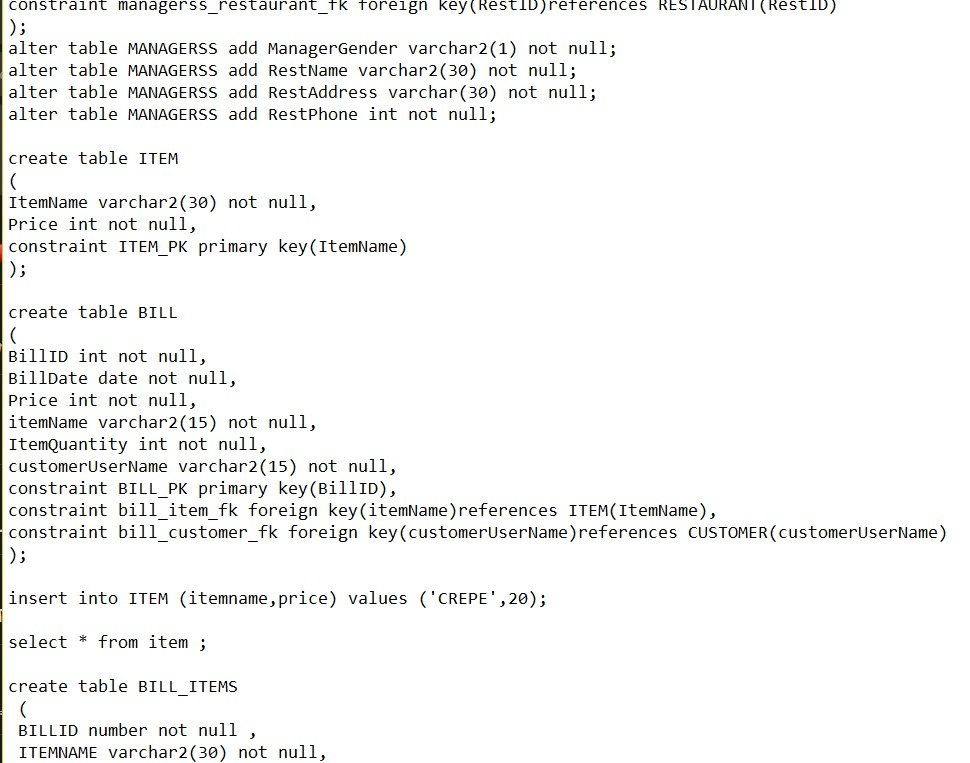 constraint managerss_restaurant_fk foreign key(RestID)references RESTAURANT(RestID)
);
alter table MANAGERSS add ManagerGender varchar2(1) not null;
alter table MANAGERSS add RestName varchar2(30) not null;
alter table MANAGERSS add RestAddress varchar(30) not null;
alter table MANAGERSS add RestPhone int not null;
create table ITEM
(
ItemName varchar2(30) not null,
Price int not null,
constraint ITEM_PK primary key(ItemName)
);
create table BILL
(
BillID int not null,
BillDate date not null,
Price int not null,
itemName varchar2(15) not null,
ItemQuantity int not null,
customerUserName varchar2(15) not null,
constraint BILL_PK primary key(BillID),
constraint bill_item_fk foreign key(itemName)references ITEM(ItemName),
constraint bill_customer_fk foreign key(customerUserName)references CUSTOMER(customerUserName)
);
insert into ITEM (itemname,price) values ('CREPE',20);
select * from item ;
create table BILL_ITEMS
(
BILLID number not null ,
ITEMNAME varchar2(30) not null,